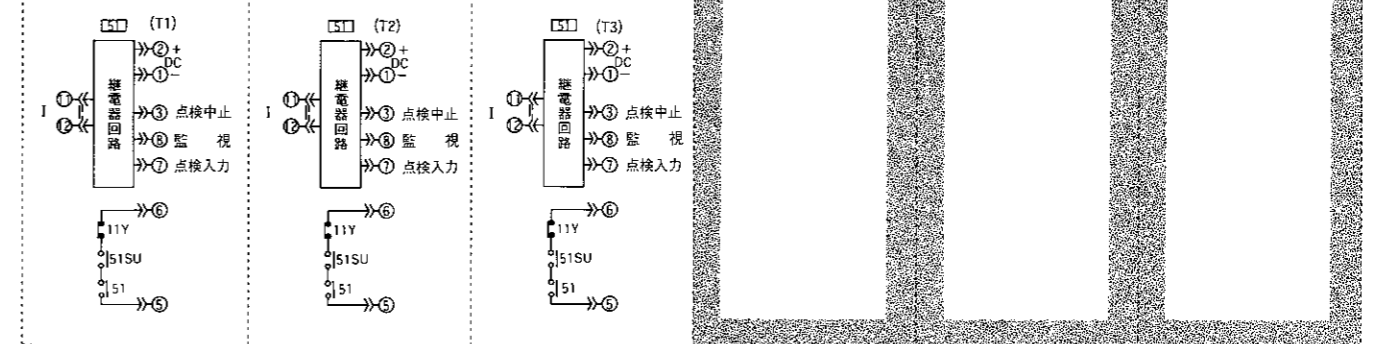 51 (T1)
②+
DC
①-
継電器回路
⑪
I
⑫
③ 点検中止
⑧ 監 視
⑦ 点検入力
⑥
11Y
51SU
51
⑤
51 (T2)
②+
DC
①-
継電器回路
⑪
I
⑫
③ 点検中止
⑧ 監 視
⑦ 点検入力
⑥
11Y
51SU
51
⑤
51 (T3)
②+
DC
①-
継電器回路
⑪
I
⑫
③ 点検中止
⑧ 監 視
⑦ 点検入力
⑥
11Y
51SU
51
⑤